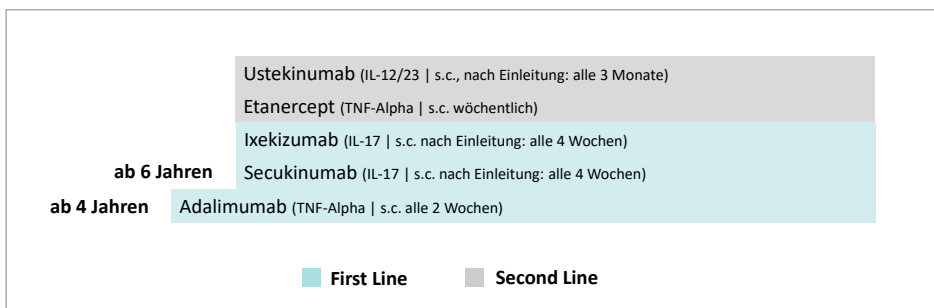 Ustekinumab (IL-12/23 | s.c., nach Einleitung: alle 3 Monate)
Etanercept (TNF-Alpha | s.c. wöchentlich)
Ixekizumab (IL-17 | s.c. nach Einleitung: alle 4 Wochen)
ab 6 Jahren Secukinumab (IL-17 | s.c. nach Einleitung: alle 4 Wochen)
ab 4 Jahren Adalimumab (TNF-Alpha | s.c. alle 2 Wochen)
First Line Second Line